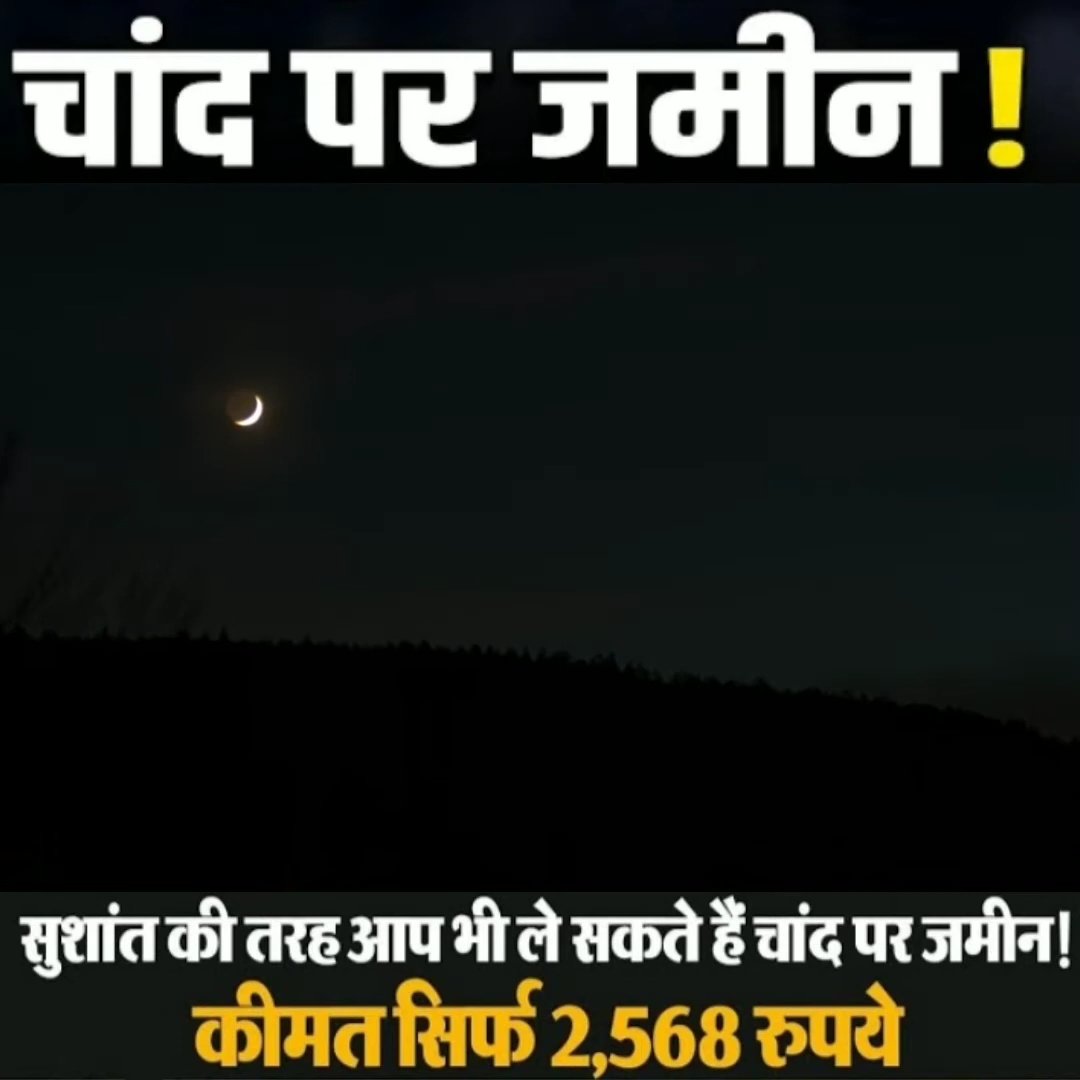 चांद पर जमीन!
सुशांत की तरह आप भी ले सकते हैं चांद पर जमीन!
कीमत सिर्फ 2,568 रुपये